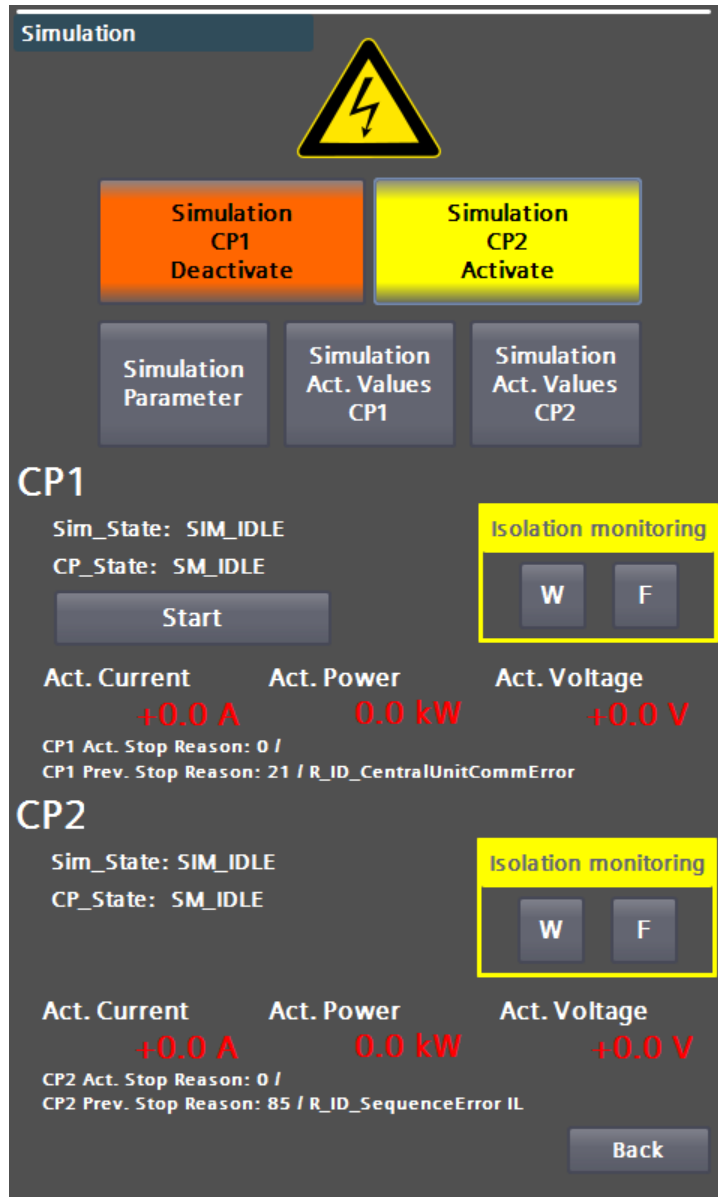 Simulation
Simulation
CP1
Deactivate
Simulation
CP2
Activate
Simulation
Parameter
Simulation
Act. Values
CP1
Simulation
Act. Values
CP2
CP1
Sim_State: SIM_IDLE
CP_State: SM_IDLE
Start
Isolation monitoring
W F
Act. Current Act. Power Act. Voltage
+0.0 A 0.0 kW +0.0 V
CP1 Act. Stop Reason: 0 /
CP1 Prev. Stop Reason: 21 / R_ID_CentralUnitCommError
CP2
Sim_State: SIM_IDLE
CP_State: SM_IDLE
Isolation monitoring
W F
Act. Current Act. Power Act. Voltage
+0.0 A 0.0 kW +0.0 V
CP2 Act. Stop Reason: 0 /
CP2 Prev. Stop Reason: 85 / R_ID_SequenceError IL
Back